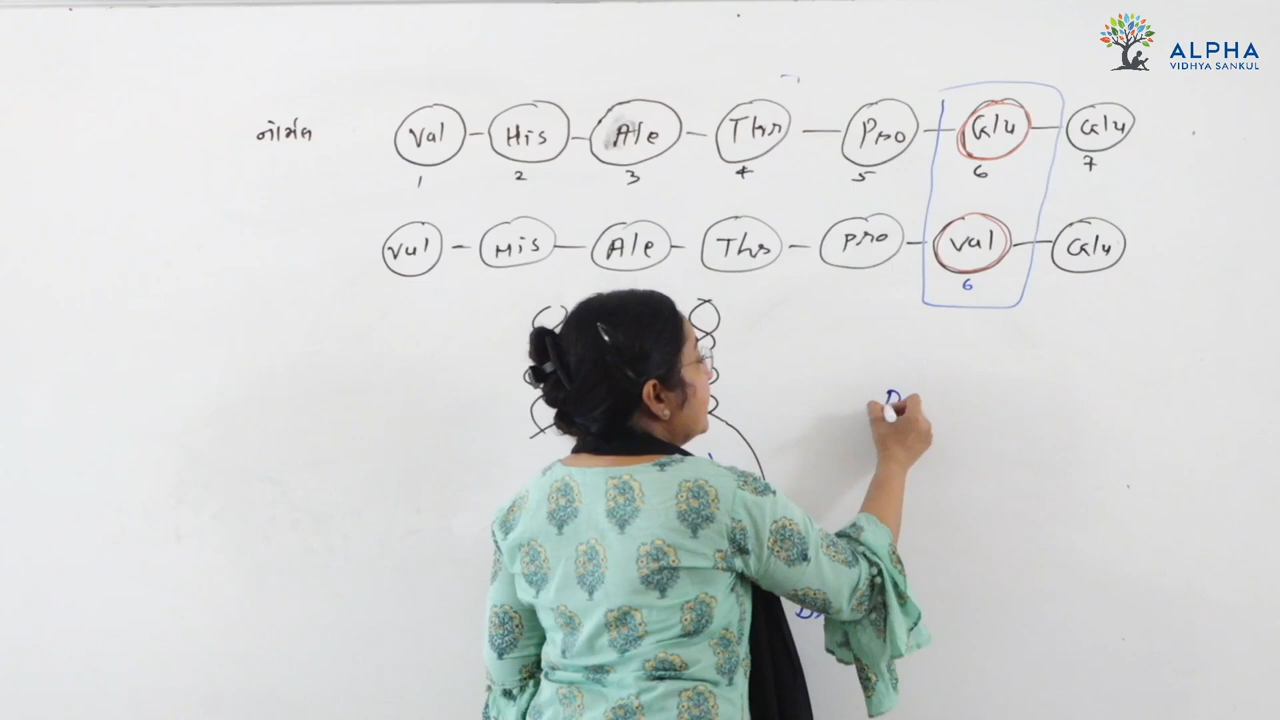 ALPHA
VIDHYA SANKUL
નોર્મલ Val - His - Ale - Thr - Pro - Glu - Glu
1 2 3 4 5 6 7
Val - His - Ale - Thr - Pro - Val - Glu
6